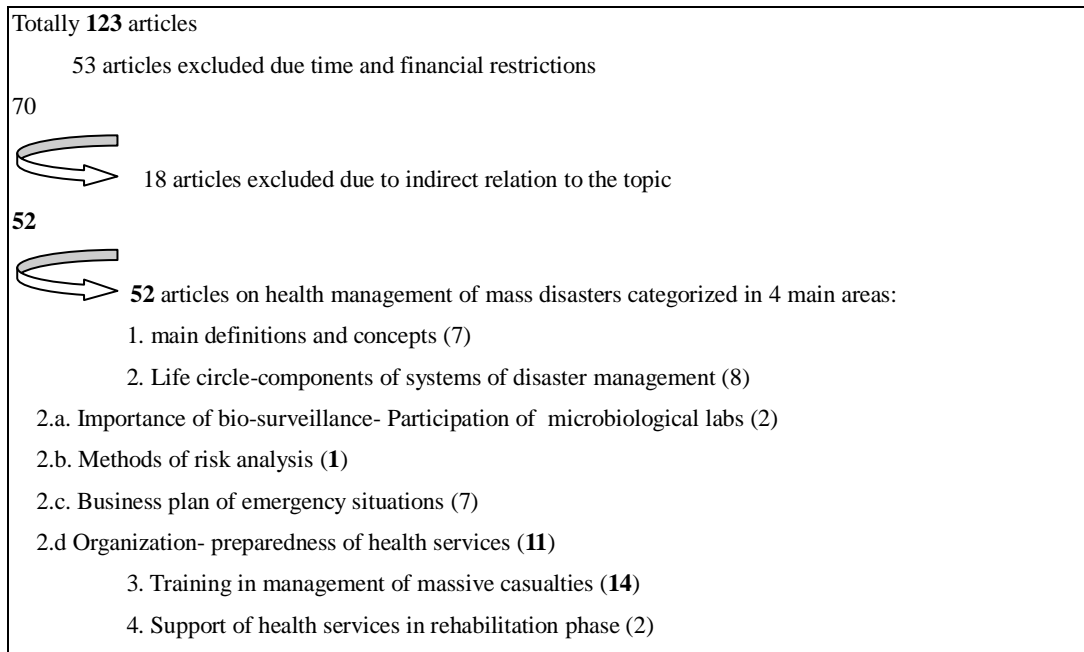 Totally 123 articles
53 articles excluded due time and financial restrictions
70
18 articles excluded due to indirect relation to the topic
52
52 articles on health management of mass disasters categorized in 4 main areas:
1. main definitions and concepts (7)
2. Life circle-components of systems of disaster management (8)
2.a. Importance of bio-surveillance- Participation of microbiological labs (2)
2.b. Methods of risk analysis (1)
2.c. Business plan of emergency situations (7)
2.d Organization- preparedness of health services (11)
3. Training in management of massive casualties (14)
4. Support of health services in rehabilitation phase (2)